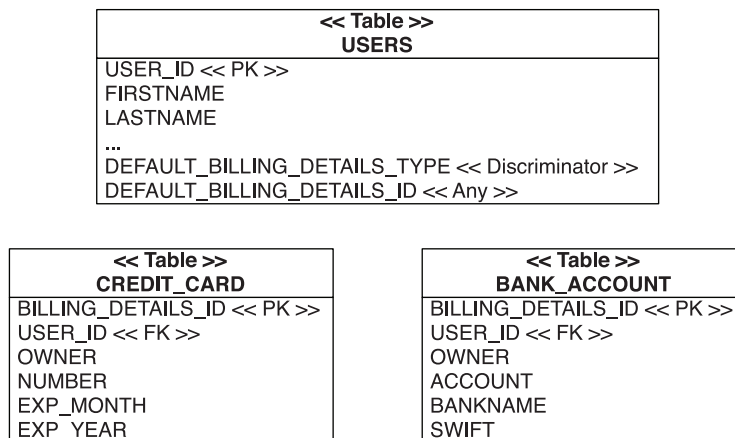 << Table >>
USERS
USER_ID << PK >>
FIRSTNAME
LASTNAME
...
DEFAULT_BILLING_DETAILS_TYPE << Discriminator >>
DEFAULT_BILLING_DETAILS_ID << Any >>
<< Table >>
CREDIT_CARD
BILLING_DETAILS_ID << PK >>
USER_ID << FK >>
OWNER
NUMBER
EXP_MONTH
EXP_YEAR
<< Table >>
BANK_ACCOUNT
BILLING_DETAILS_ID << PK >>
USER_ID << FK >>
OWNER
ACCOUNT
BANKNAME
SWIFT